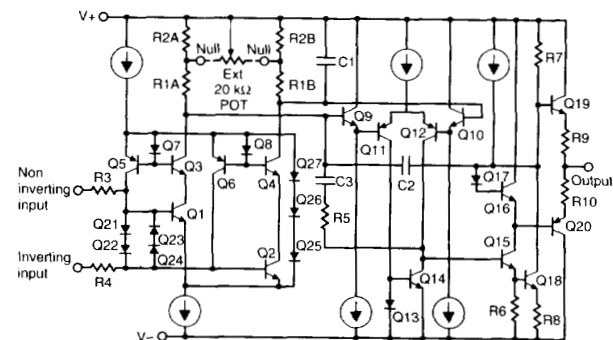 V+
R2A
Null
Null
R2B
R1A
Ext
20 kΩ
POT
R1B
C1
R7
Q19
Q9
Q11
Q12
Q10
R9
Q5
Q7
Q3
Q6
Q8
Q4
Q27
C3
C2
Q17
Output
Non
inverting
input
R3
Q1
Q26
R5
Q16
R10
Q21
Q22
Q23
Q24
Q25
Q15
Q20
Inverting
input
R4
Q2
Q14
Q13
Q18
R6
R8
V−